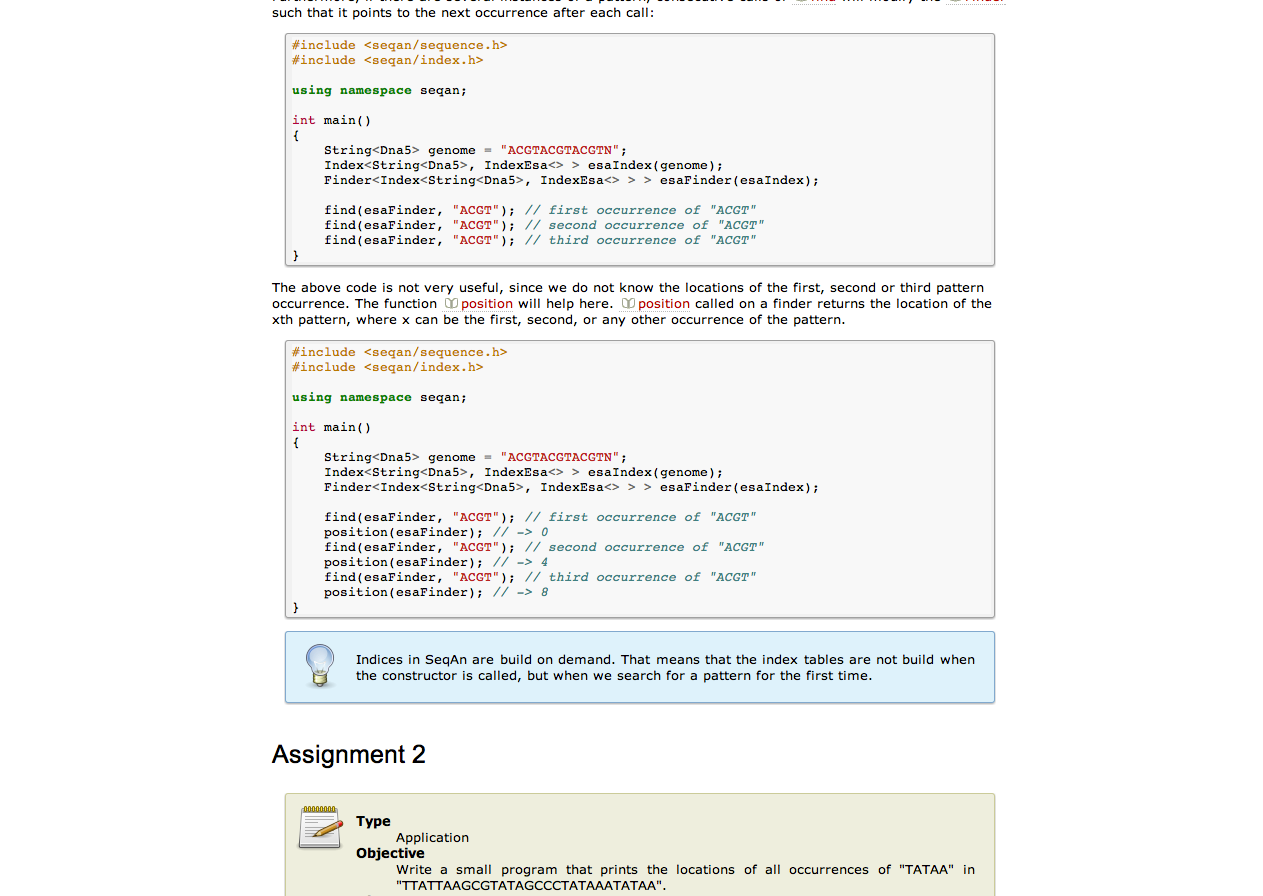 such that it points to the next occurrence after each call:
#include <seqan/sequence.h>
#include <seqan/index.h>
using namespace seqan;
int main()
{
    String<Dna5> genome = "ACGTACGTACGTN";
    Index<String<Dna5>, IndexEsa<> > esaIndex(genome);
    Finder<Index<String<Dna5>, IndexEsa<> > > esaFinder(esaIndex);
    find(esaFinder, "ACGT"); // first occurrence of "ACGT"
    find(esaFinder, "ACGT"); // second occurrence of "ACGT"
    find(esaFinder, "ACGT"); // third occurrence of "ACGT"
}
The above code is not very useful, since we do not know the locations of the first, second or third pattern
occurrence. The function position will help here. position called on a finder returns the location of the
xth pattern, where x can be the first, second, or any other occurrence of the pattern.
#include <seqan/sequence.h>
#include <seqan/index.h>
using namespace seqan;
int main()
{
    String<Dna5> genome = "ACGTACGTACGTN";
    Index<String<Dna5>, IndexEsa<> > esaIndex(genome);
    Finder<Index<String<Dna5>, IndexEsa<> > > esaFinder(esaIndex);
    find(esaFinder, "ACGT"); // first occurrence of "ACGT"
    position(esaFinder); // -> 0
    find(esaFinder, "ACGT"); // second occurrence of "ACGT"
    position(esaFinder); // -> 4
    find(esaFinder, "ACGT"); // third occurrence of "ACGT"
    position(esaFinder); // -> 8
}
Indices in SeqAn are build on demand. That means that the index tables are not build when
the constructor is called, but when we search for a pattern for the first time.
Assignment 2
Type
Application
Objective
Write a small program that prints the locations of all occurrences of "TATAA" in
"TTATTAAGCGTATAGCCCTATAAATATAA".